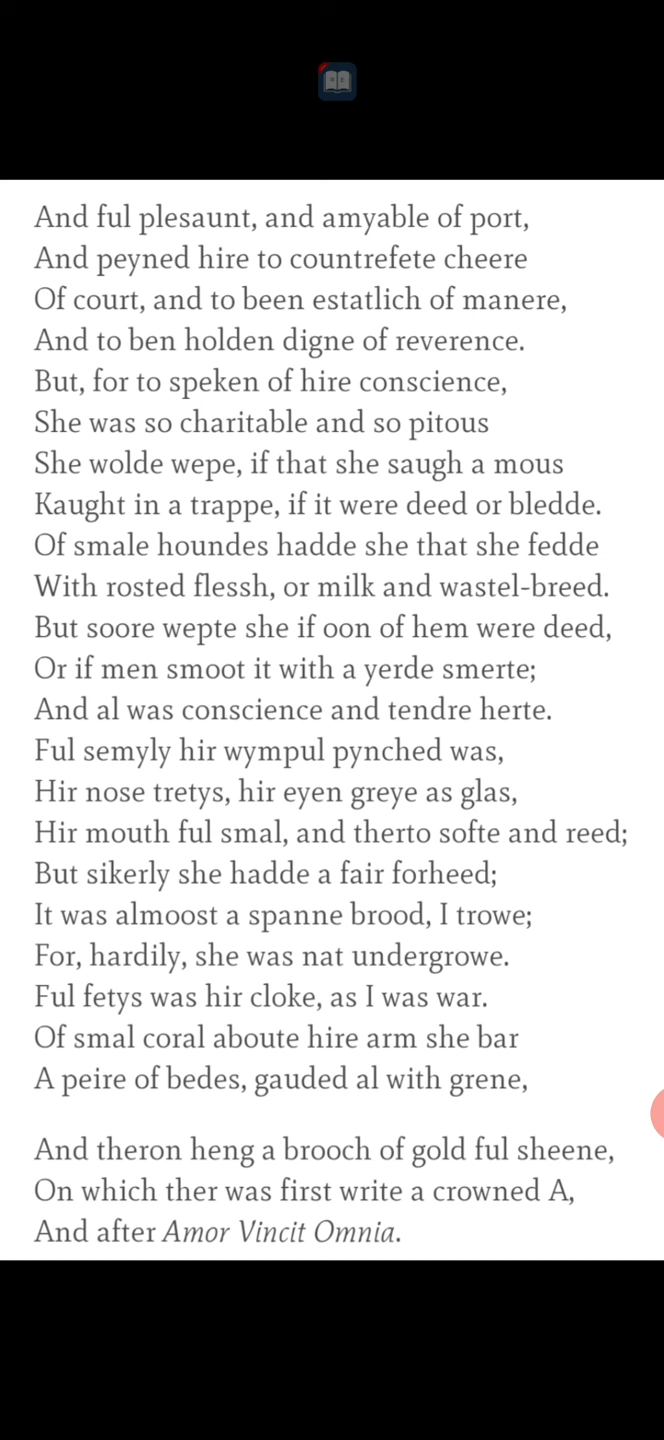 And ful plesaunt, and amyable of port,
And peyned hire to countrefete cheere
Of court, and to been estatlich of manere,
And to ben holden digne of reverence.
But, for to speken of hire conscience,
She was so charitable and so pitous
She wolde wepe, if that she saugh a mous
Kaught in a trappe, if it were deed or bledde.
Of smale houndes hadde she that she fedde
With rosted flessh, or milk and wastel-breed.
But soore wepte she if oon of hem were deed,
Or if men smoot it with a yerde smerte;
And al was conscience and tendre herte.
Ful semyly hir wympul pynched was,
Hir nose tretys, hir eyen greye as glas,
Hir mouth ful smal, and therto softe and reed;
But sikerly she hadde a fair forheed;
It was almoost a spanne brood, I trowe;
For, hardily, she was nat undergrowe.
Ful fetys was hir cloke, as I was war.
Of smal coral aboute hire arm she bar
A peire of bedes, gauded al with grene,
And theron heng a brooch of gold ful sheene,
On which ther was first write a crowned A,
And after Amor Vincit Omnia.